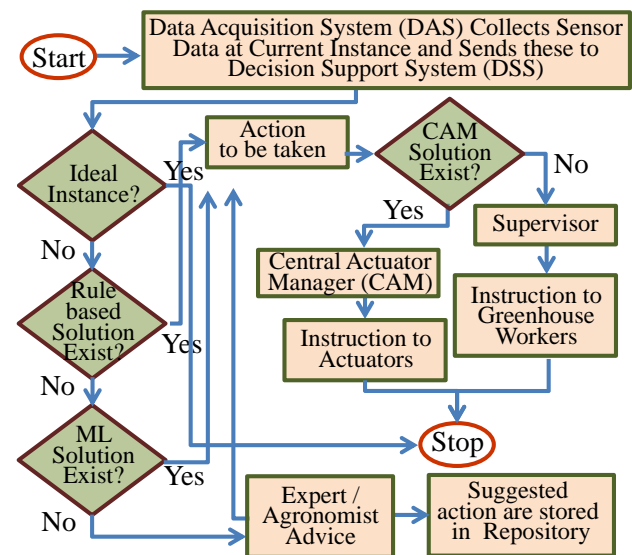 Start
Data Acquisition System (DAS) Collects Sensor
Data at Current Instance and Sends these to
Decision Support System (DSS)
Ideal
Instance?
Yes
No
Action
to be taken
CAM
Solution
Exist?
No
Yes
Supervisor
Central Actuator
Manager (CAM)
Instruction to
Greenhouse
Workers
Rule
based
Solution
Exist?
Yes
No
Instruction to
Actuators
Stop
ML
Solution
Exist?
Yes
No
Expert /
Agronomist
Advice
Suggested
action are stored
in Repository